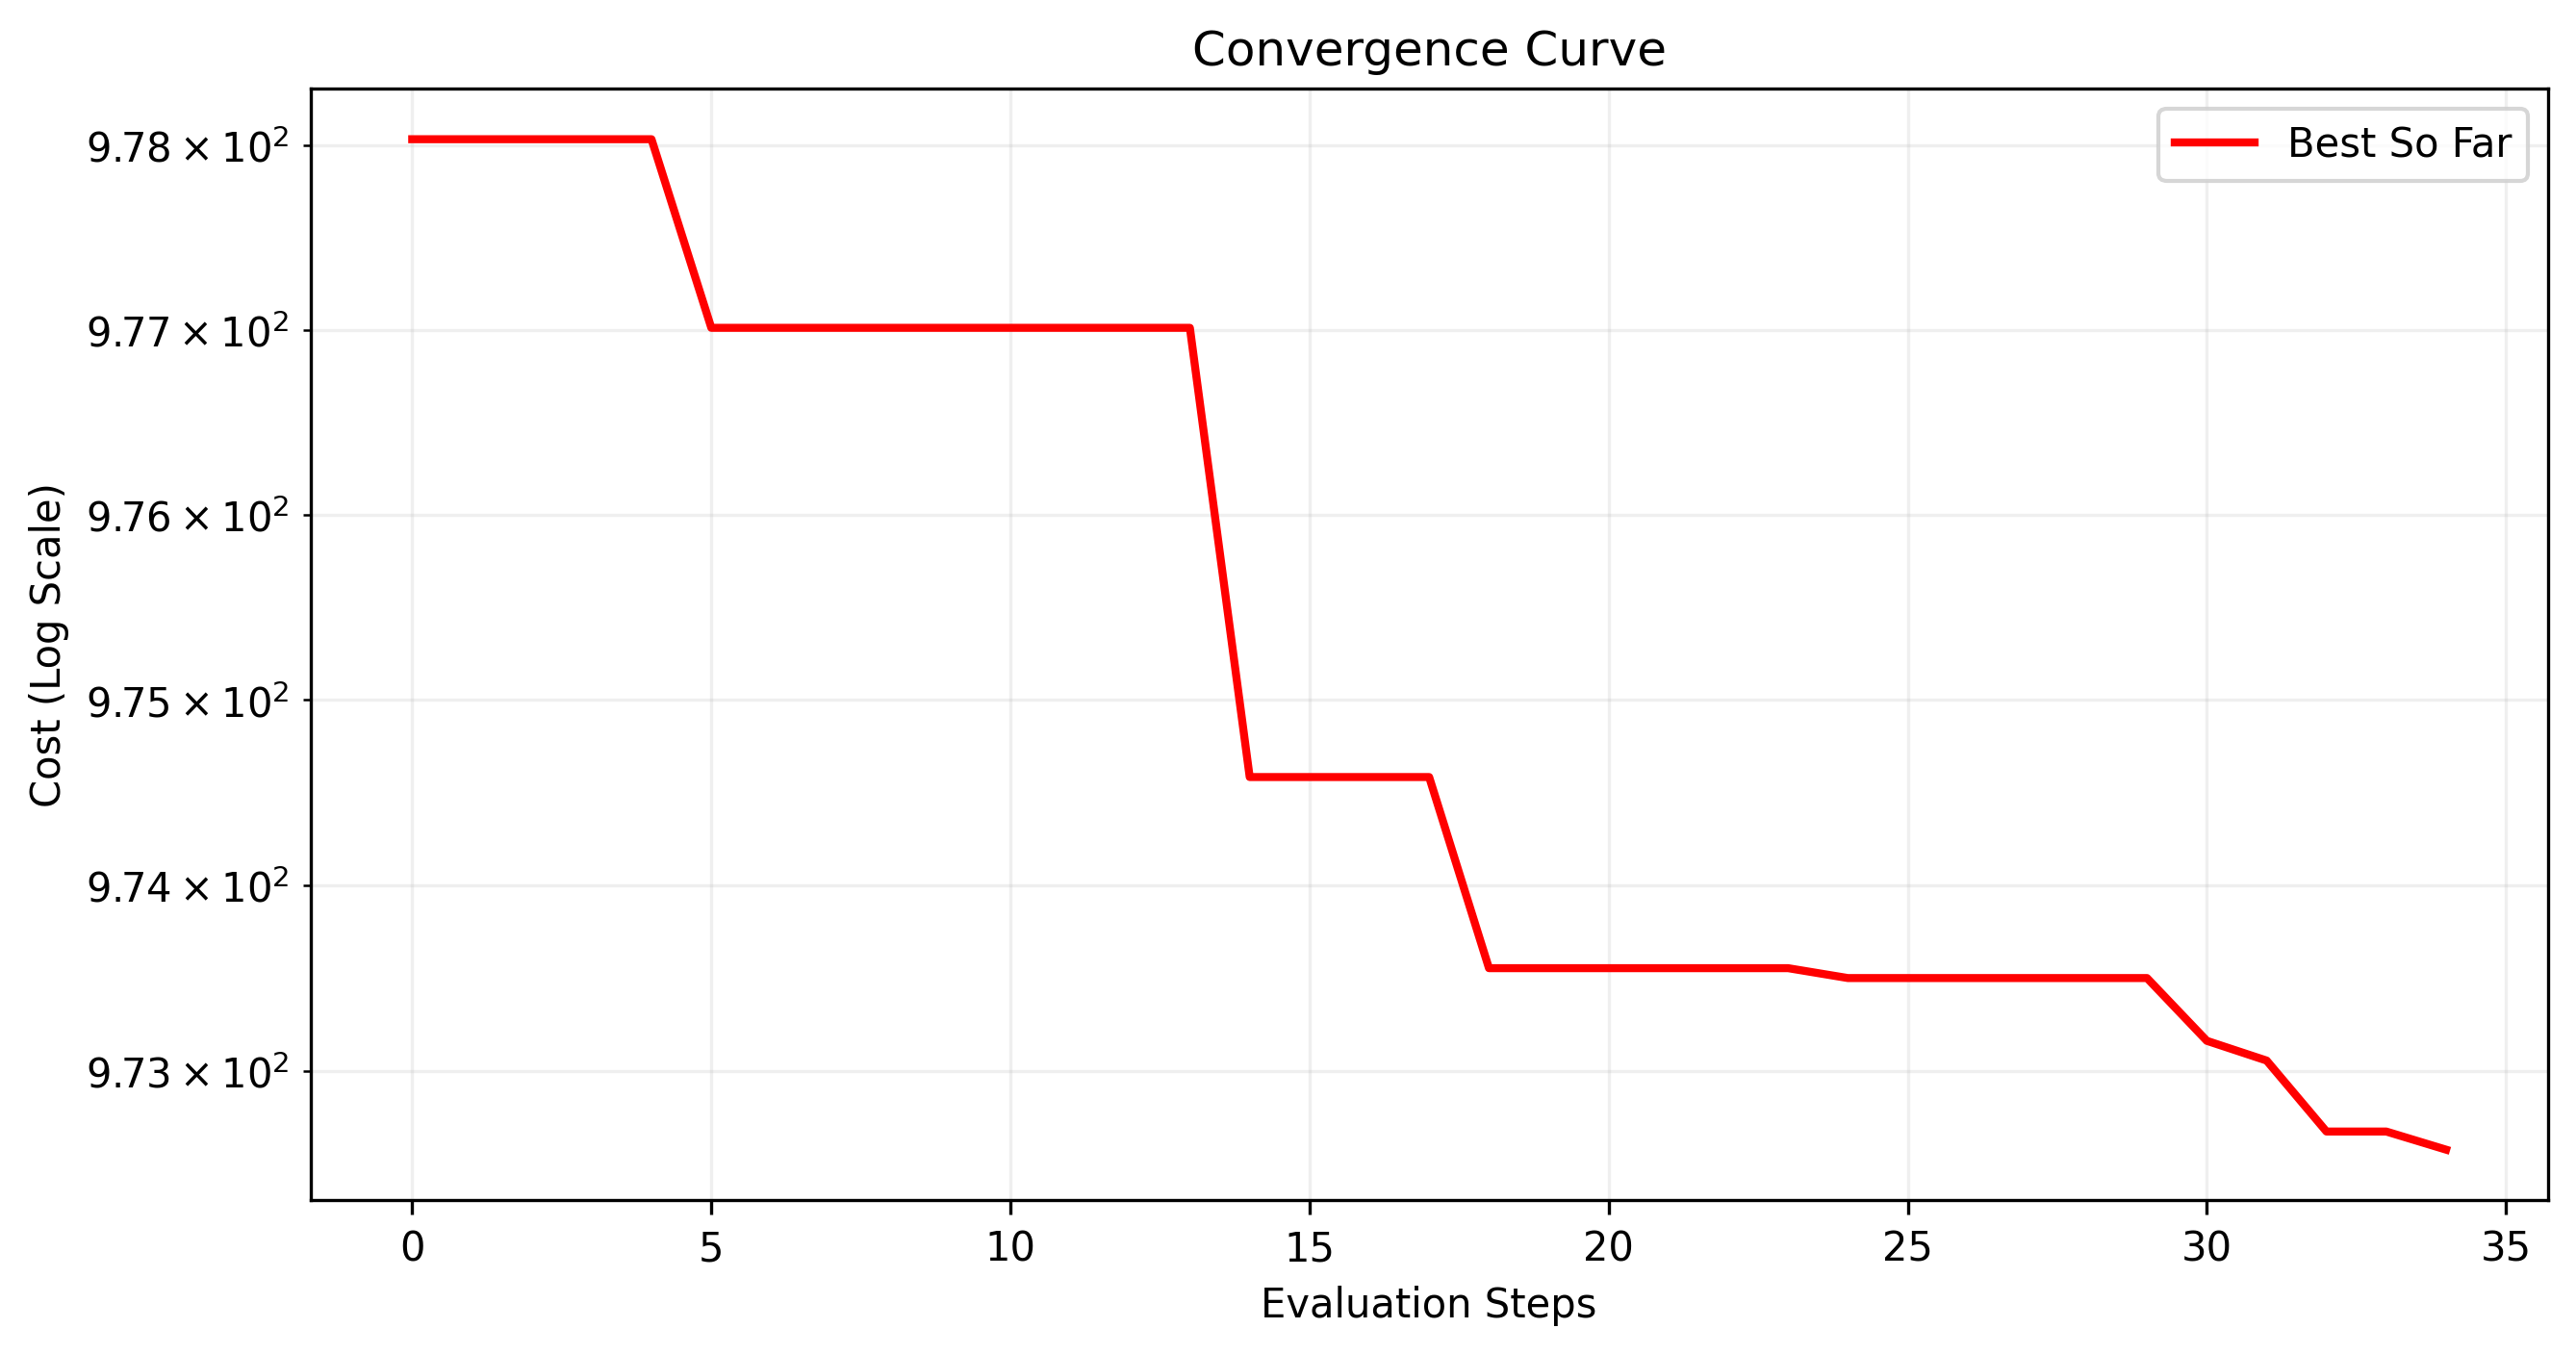 Convergence Curve
Best So Far
Cost (Log Scale)
9.78 × 10²
9.77 × 10²
9.76 × 10²
9.75 × 10²
9.74 × 10²
9.73 × 10²
0 5 10 15 20 25 30 35
Evaluation Steps